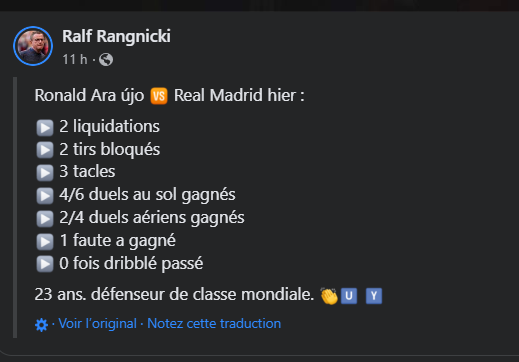 Ralf Rangnicki
11 h ·
Ronald Ara újo 🆚 Real Madrid hier :
▶️ 2 liquidations
▶️ 2 tirs bloqués
▶️ 3 tacles
▶️ 4/6 duels au sol gagnés
▶️ 2/4 duels aériens gagnés
▶️ 1 faute a gagné
▶️ 0 fois dribblé passé
23 ans. défenseur de classe mondiale. 👏🇺 🇾
· Voir l’original · Notez cette traduction